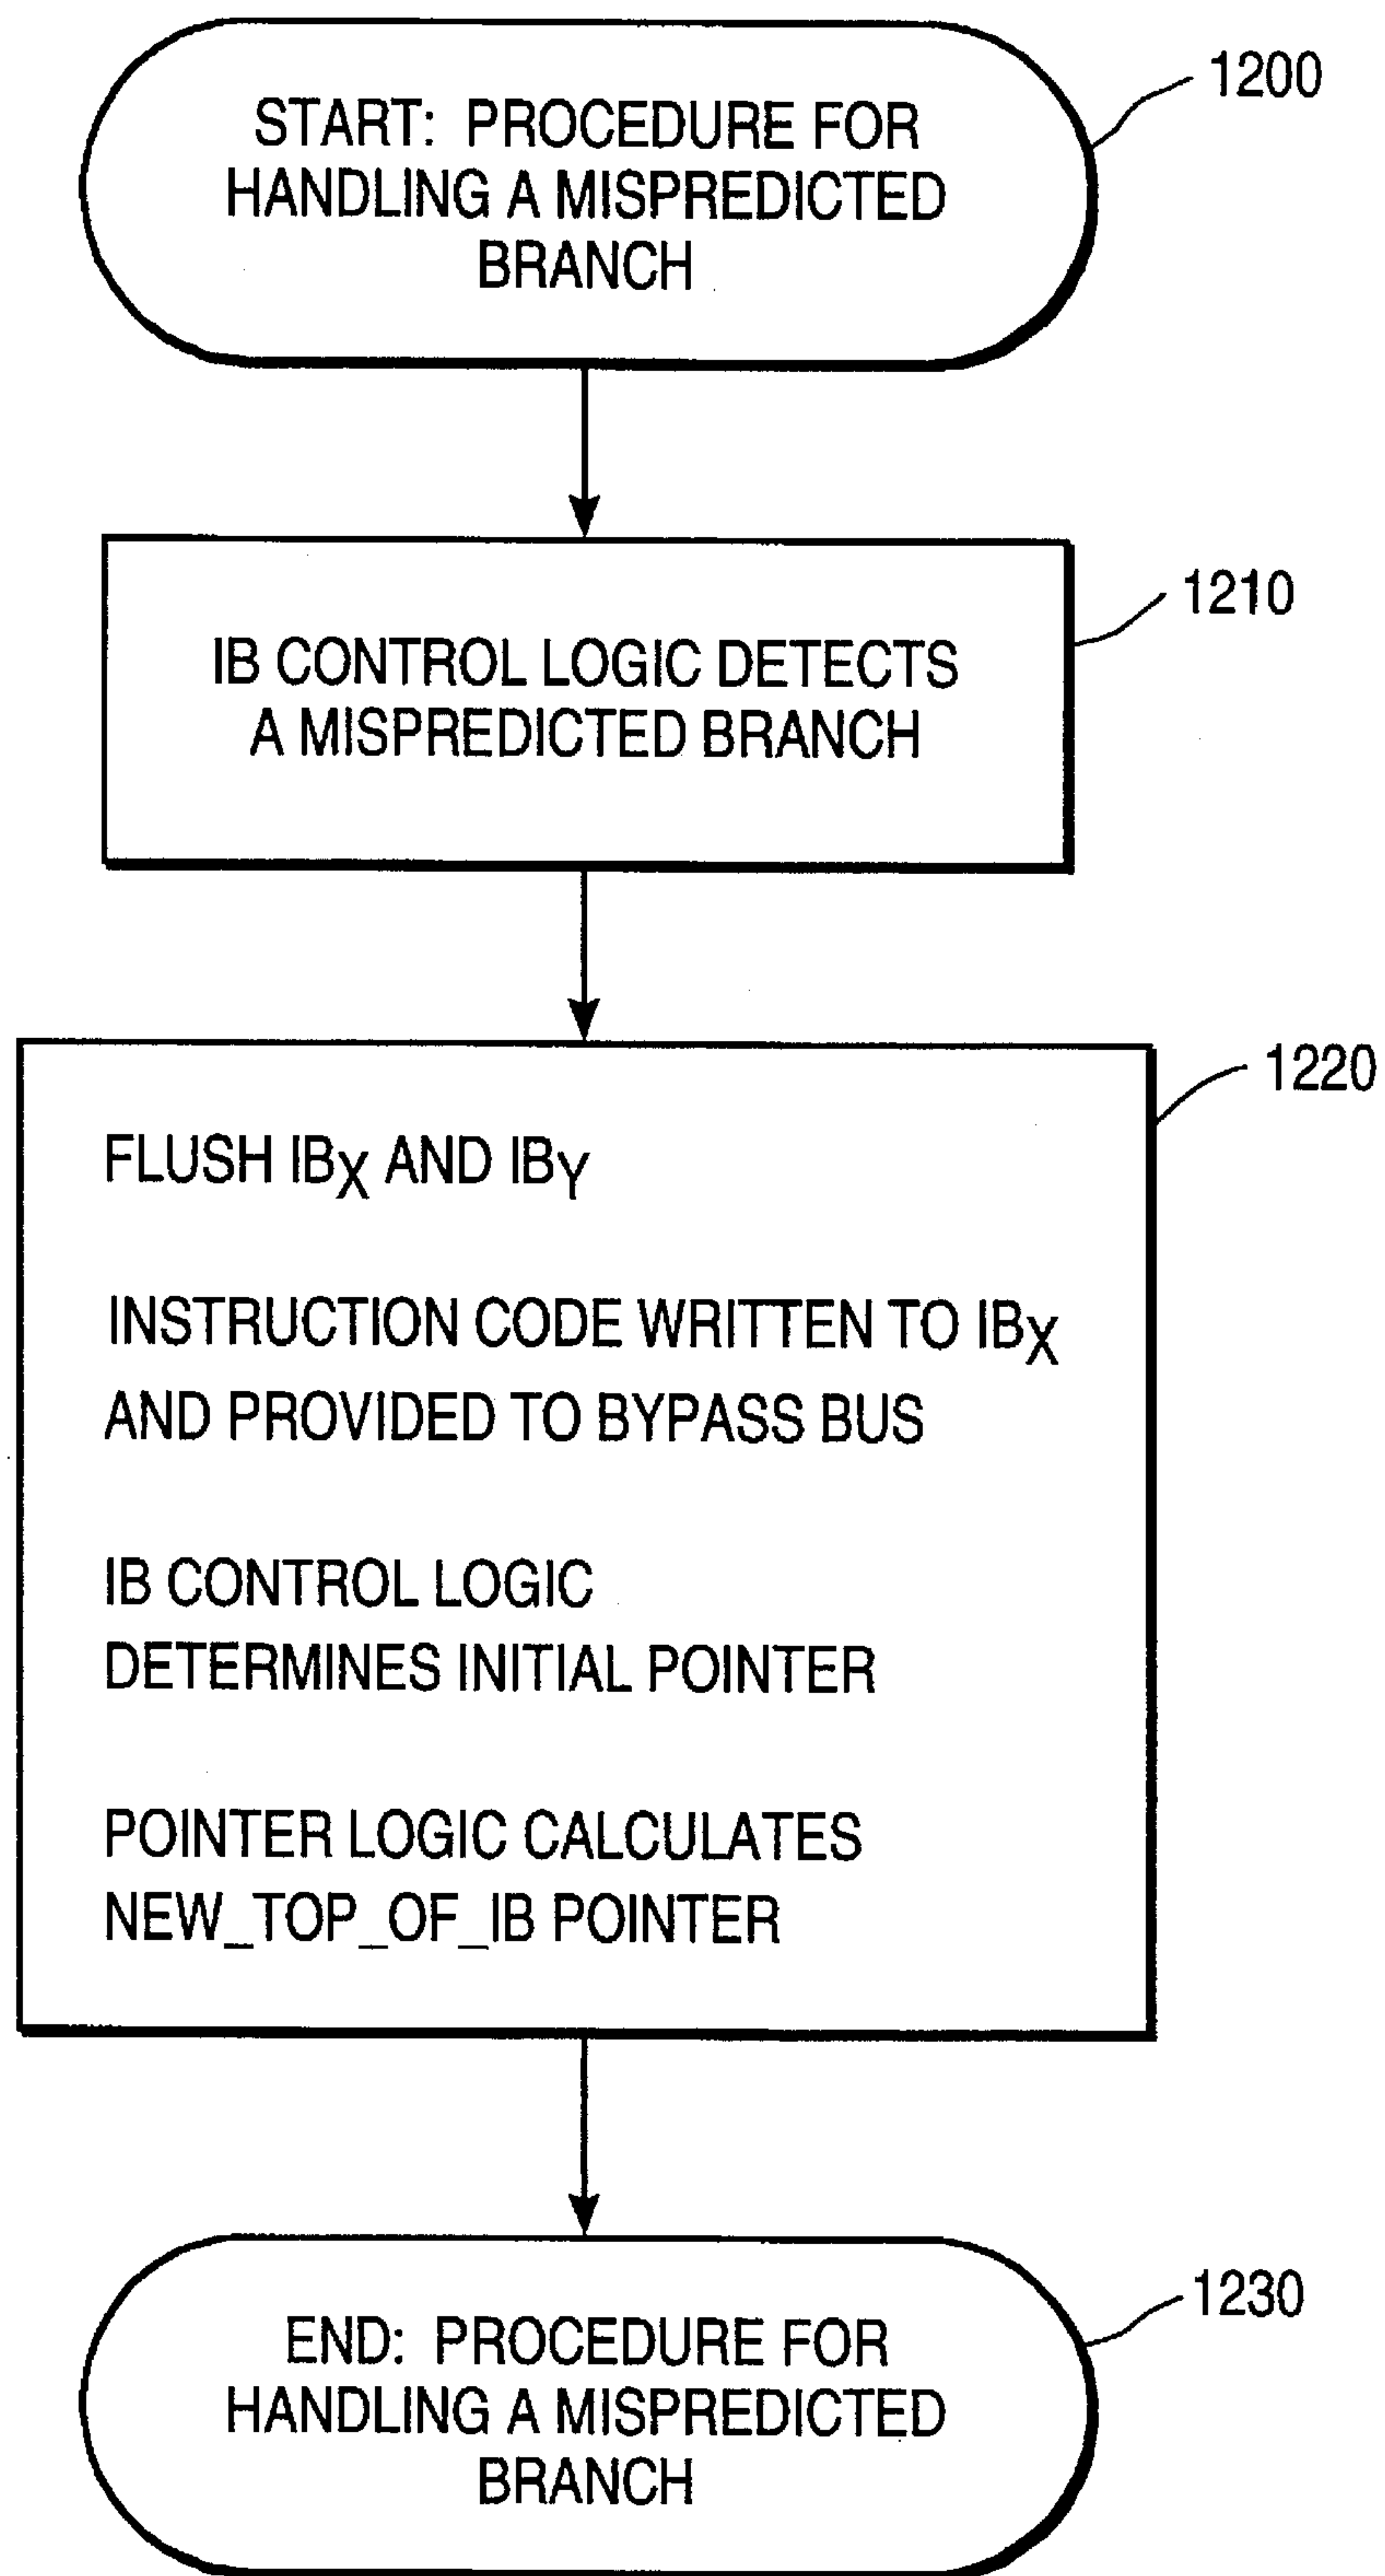 START: PROCEDURE FOR
HANDLING A MISPREDICTED
BRANCH
1200
IB CONTROL LOGIC DETECTS
A MISPREDICTED BRANCH
1210
FLUSH IBX AND IBY
INSTRUCTION CODE WRITTEN TO IBX
AND PROVIDED TO BYPASS BUS
IB CONTROL LOGIC
DETERMINES INITIAL POINTER
POINTER LOGIC CALCULATES
NEW_TOP_OF_IB POINTER
1220
END: PROCEDURE FOR
HANDLING A MISPREDICTED
BRANCH
1230